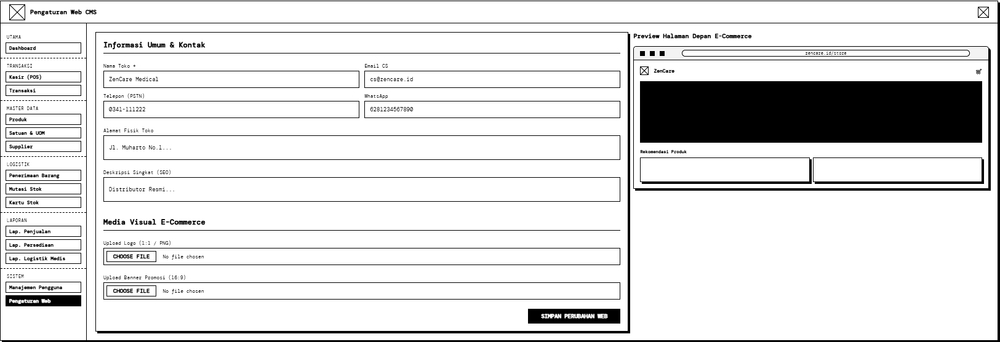 Pengaturan Web CMS
UTAMA
Dashboard
TRANSAKSI
Kasir (POS)
Transaksi
MASTER DATA
Produk
Satuan & UOM
Supplier
LOGISTIK
Penerimaan Barang
Mutasi Stok
Kartu Stok
LAPORAN
Lap. Penjualan
Lap. Persediaan
Lap. Logistik Medis
SISTEM
Manajemen Pengguna
Pengaturan Web
Informasi Umum & Kontak
Nama Toko *
ZenCare Medical
Email CS
cs@zencare.id
Telepon (PSTN)
0341-111222
WhatsApp
6281234567890
Alamat Fisik Toko
Jl. Muharto No.1...
Deskripsi Singkat (SEO)
Distributor Resmi...
Media Visual E-Commerce
Upload Logo (1:1 / PNG)
CHOOSE FILE No file chosen
Upload Banner Promosi (16:9)
CHOOSE FILE No file chosen
SIMPAN PERUBAHAN WEB
Preview Halaman Depan E-Commerce
zencare.id/store
ZenCare
Rekomendasi Produk